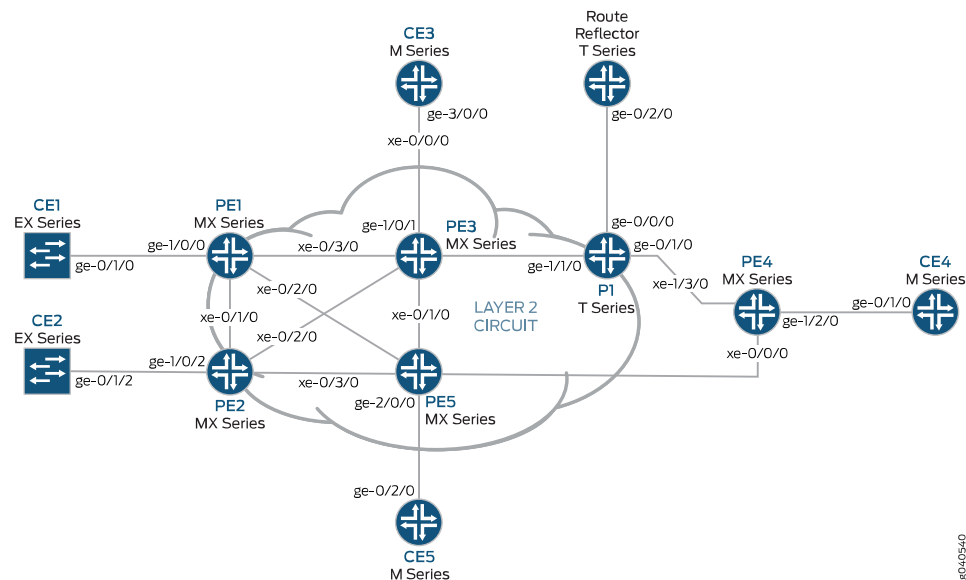 CE3
M Series
Route
Reflector
T Series
ge-3/0/0
ge-0/2/0
xe-0/0/0
CE1
EX Series
PE1
MX Series
ge-1/0/1
PE3
MX Series
ge-0/0/0
ge-1/0/0
xe-0/3/0
ge-0/1/0
ge-0/1/0
ge-1/1/0
PE4
MX Series
CE4
M Series
xe-0/2/0
xe-1/3/0
P1
T Series
LAYER 2
CIRCUIT
xe-0/1/0
xe-0/1/0
ge-0/1/0
ge-1/2/0
CE2
EX Series
xe-0/2/0
xe-0/0/0
ge-1/0/2
ge-0/1/2
xe-0/3/0
PE2
MX Series
ge-2/0/0
PE5
MX Series
ge-0/2/0
CE5
M Series
g040540